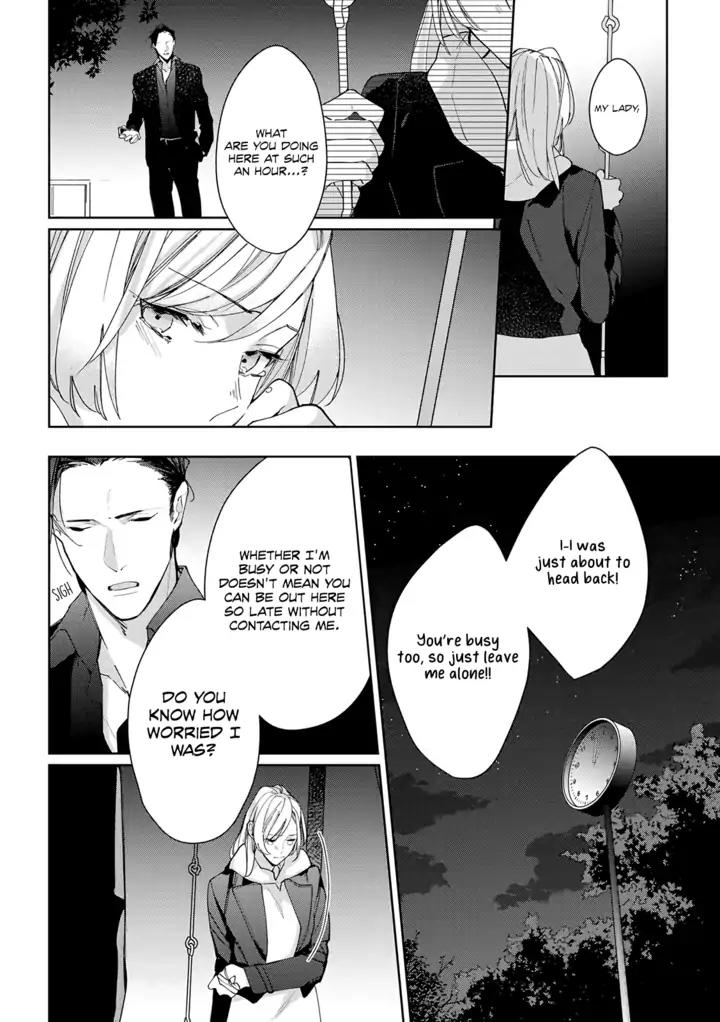 MY LADY,
WHAT
ARE YOU DOING
HERE AT SUCH
AN HOUR...?
I-I was
just about to
head back!
You're busy
too, so just leave
me alone!!
WHETHER I'M
BUSY OR NOT
DOESN'T MEAN YOU
CAN BE OUT HERE
SO LATE WITHOUT
CONTACTING ME.
SIGH
DO YOU
KNOW HOW
WORRIED I
WAS?